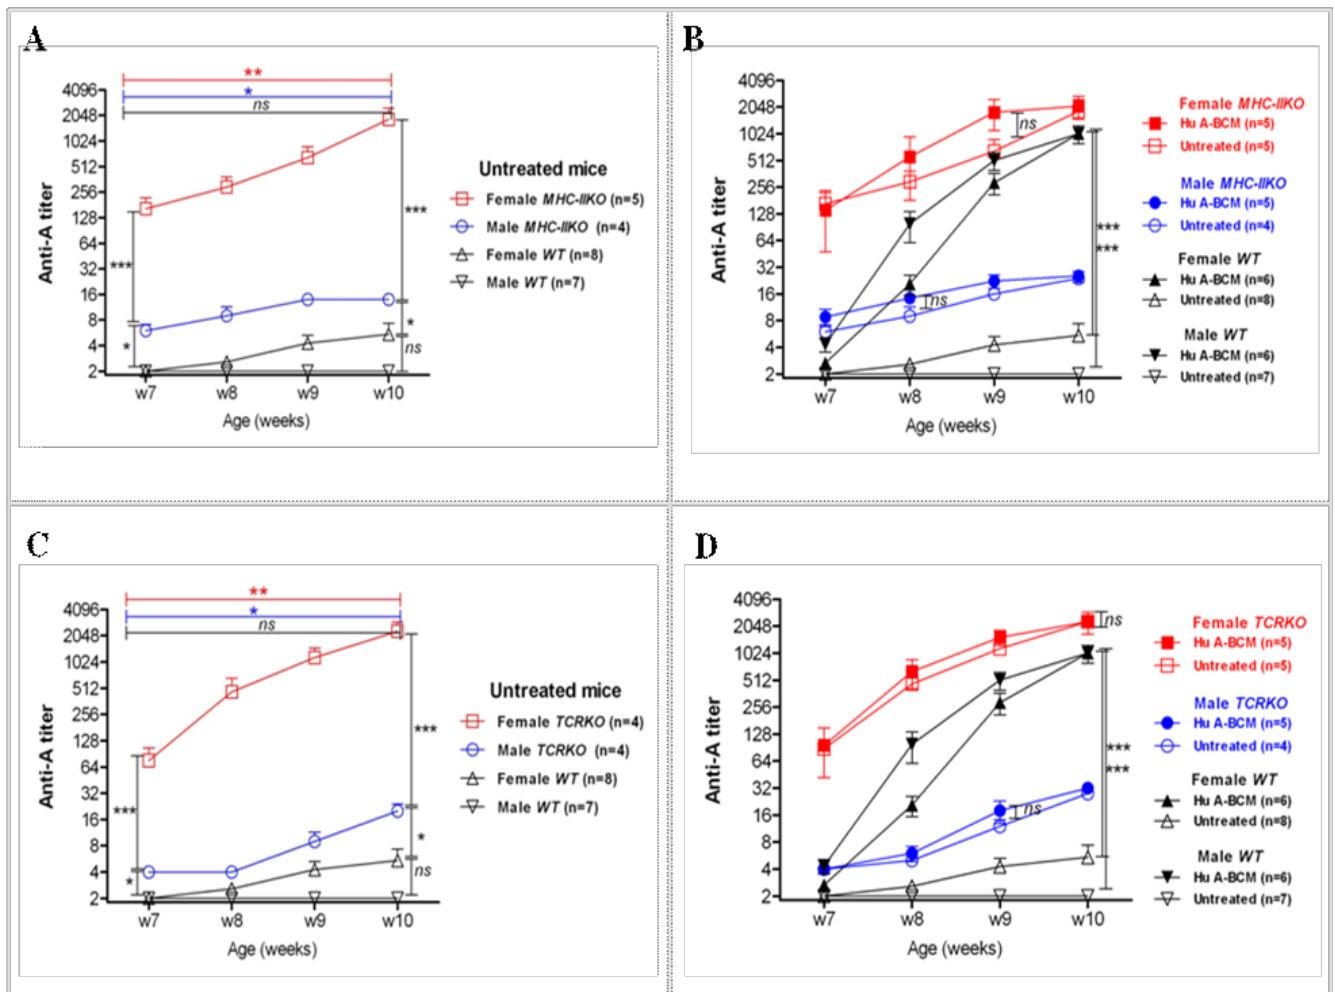 A
**
*
ns
4096
2048
1024
512
256
128
64
32
16
8
4
2
Anti-A titer
***
*
***
*
ns
w7 w8 w9 w10
Age (weeks)
Untreated mice
Female MHC-IIKO (n=5)
Male MHC-IIKO (n=4)
Female WT (n=8)
Male WT (n=7)
B
4096
2048
1024
512
256
128
64
32
16
8
4
2
Anti-A titer
ns
ns
***
***
w7 w8 w9 w10
Age (weeks)
Female MHC-IIKO
Hu A-BCM (n=5)
Untreated (n=5)
Male MHC-IIKO
Hu A-BCM (n=5)
Untreated (n=4)
Female WT
Hu A-BCM (n=6)
Untreated (n=8)
Male WT
Hu A-BCM (n=6)
Untreated (n=7)
C
**
*
ns
4096
2048
1024
512
256
128
64
32
16
8
4
2
Anti-A titer
***
*
***
*
ns
w7 w8 w9 w10
Age (weeks)
Untreated mice
Female TCRKO (n=4)
Male TCRKO (n=4)
Female WT (n=8)
Male WT (n=7)
D
4096
2048
1024
512
256
128
64
32
16
8
4
2
Anti-A titer
ns
ns
***
***
w7 w8 w9 w10
Age (weeks)
Female TCRKO
Hu A-BCM (n=5)
Untreated (n=5)
Male TCRKO
Hu A-BCM (n=5)
Untreated (n=4)
Female WT
Hu A-BCM (n=6)
Untreated (n=8)
Male WT
Hu A-BCM (n=6)
Untreated (n=7)